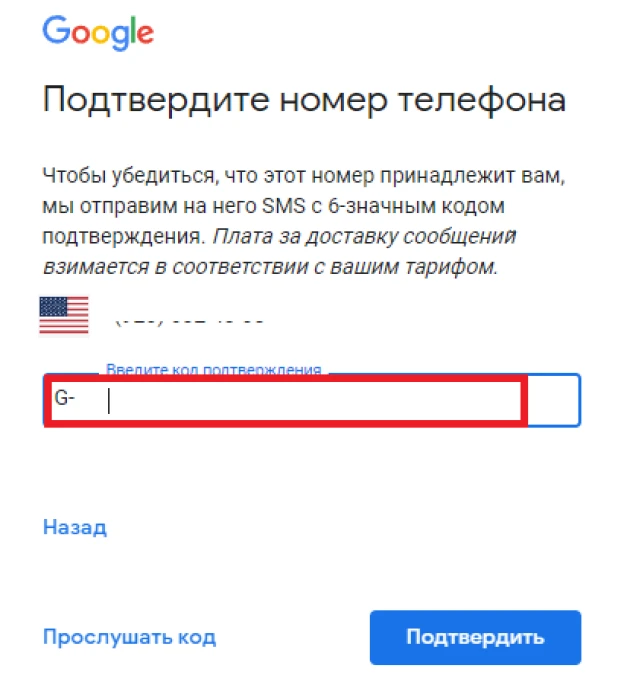 Google
Подтвердите номер телефона
Чтобы убедиться, что этот номер принадлежит вам,
мы отправим на него SMS с 6-значным кодом
подтверждения. Плата за доставку сообщений
взимается в соответствии с вашим тарифом.
Введите код подтверждения
G-
Назад
Прослушать код
Подтвердить